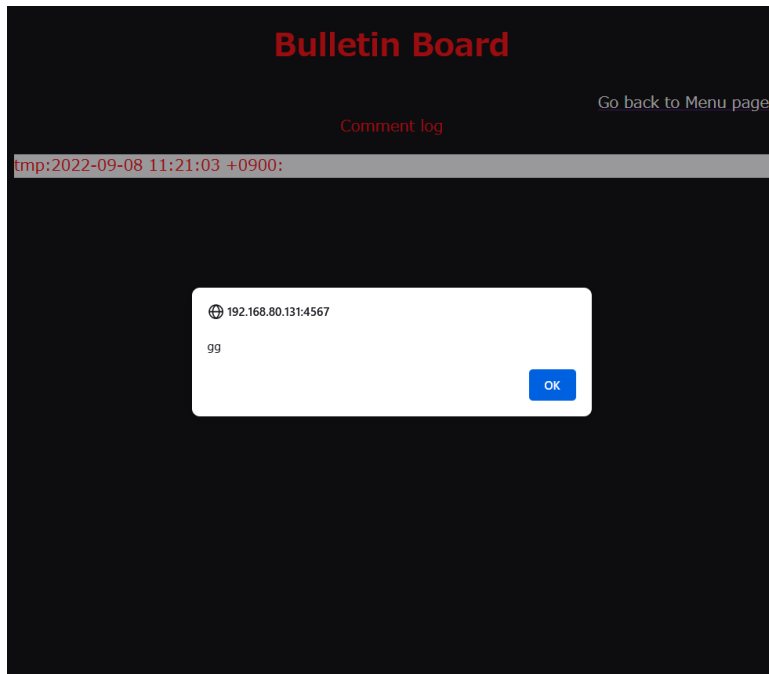 Bulletin Board
Go back to Menu page
Comment log
tmp:2022-09-08 11:21:03 +0900:
192.168.80.131:4567
gg
OK